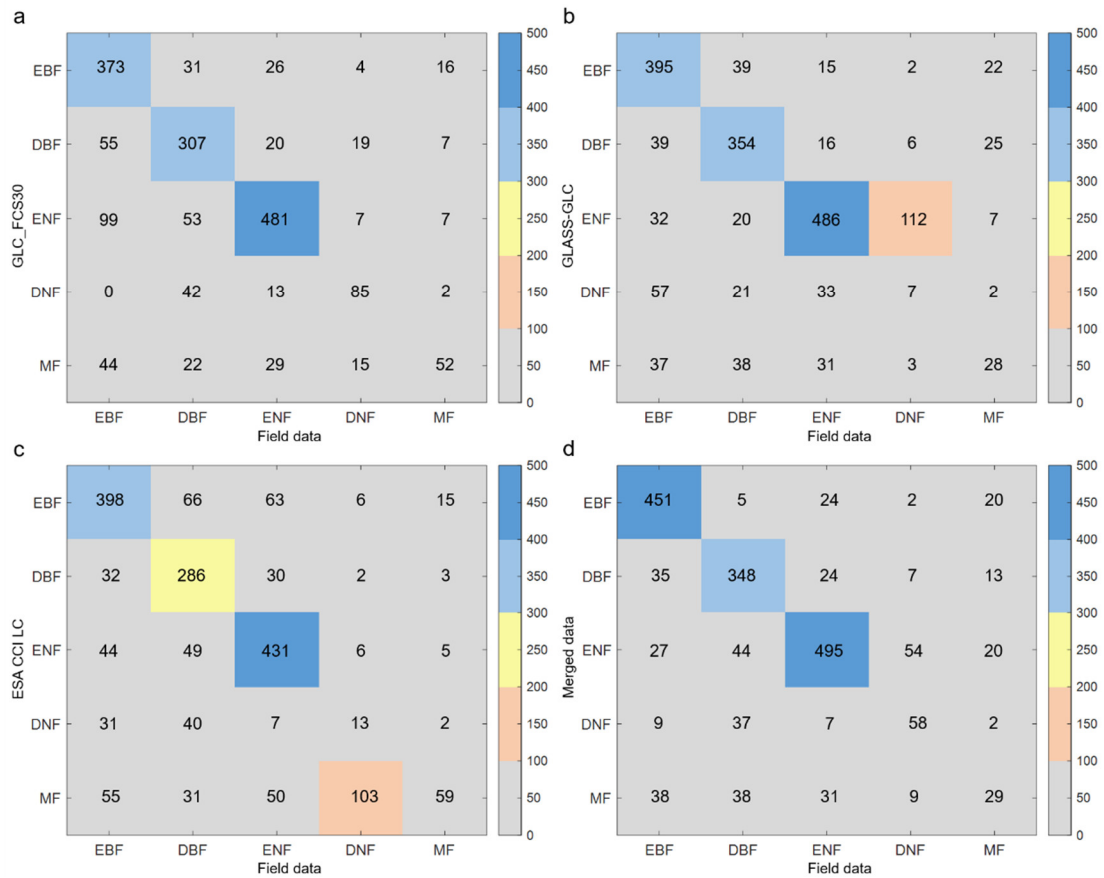 a
EBF 373 31 26 4 16
DBF 55 307 20 19 7
ENF 99 53 481 7 7
DNF 0 42 13 85 2
MF 44 22 29 15 52
EBF DBF ENF DNF MF
Field data
GLC_FCS30
500
450
400
350
300
250
200
150
100
50
0
b
EBF 395 39 15 2 22
DBF 39 354 16 6 25
ENF 32 20 486 112 7
DNF 57 21 33 7 2
MF 37 38 31 3 28
EBF DBF ENF DNF MF
Field data
GLASS-GLC
500
450
400
350
300
250
200
150
100
50
0
c
EBF 398 66 63 6 15
DBF 32 286 30 2 3
ENF 44 49 431 6 5
DNF 31 40 7 13 2
MF 55 31 50 103 59
EBF DBF ENF DNF MF
Field data
ESA CCI LC
500
450
400
350
300
250
200
150
100
50
0
d
EBF 451 5 24 2 20
DBF 35 348 24 7 13
ENF 27 44 495 54 20
DNF 9 37 7 58 2
MF 38 38 31 9 29
EBF DBF ENF DNF MF
Field data
Merged data
500
450
400
350
300
250
200
150
100
50
0